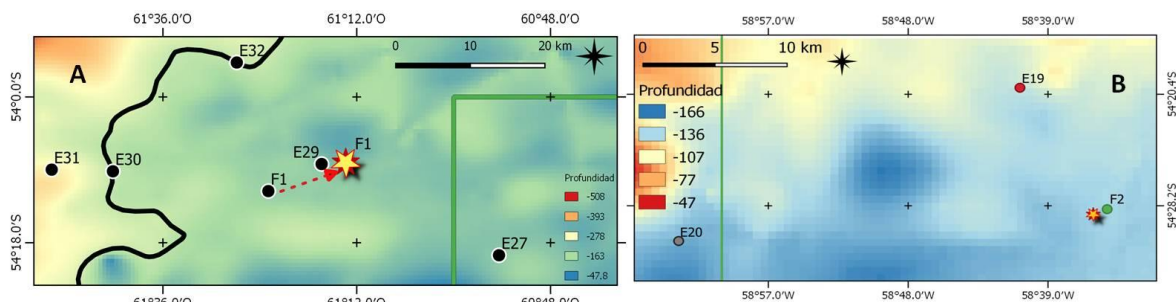 61°36.0'O 61°12.0'O 60°48.0'O
54°0.0'S
54°18.0'S
A
0 10 20 km
E32
E31
E30
E29
F1
F1
E27
Profundidad
-508
-393
-278
-163
-47.8
61°36.0'O 61°12.0'O 60°48.0'O
58°57.0'W 58°48.0'W 58°39.0'W
0 5 10 km
Profundidad
-166
-136
-107
-77
-47
B
E19
F2
E20
54°20.4'S
54°28.2'S
58°57.0'W 58°48.0'W 58°39.0'W